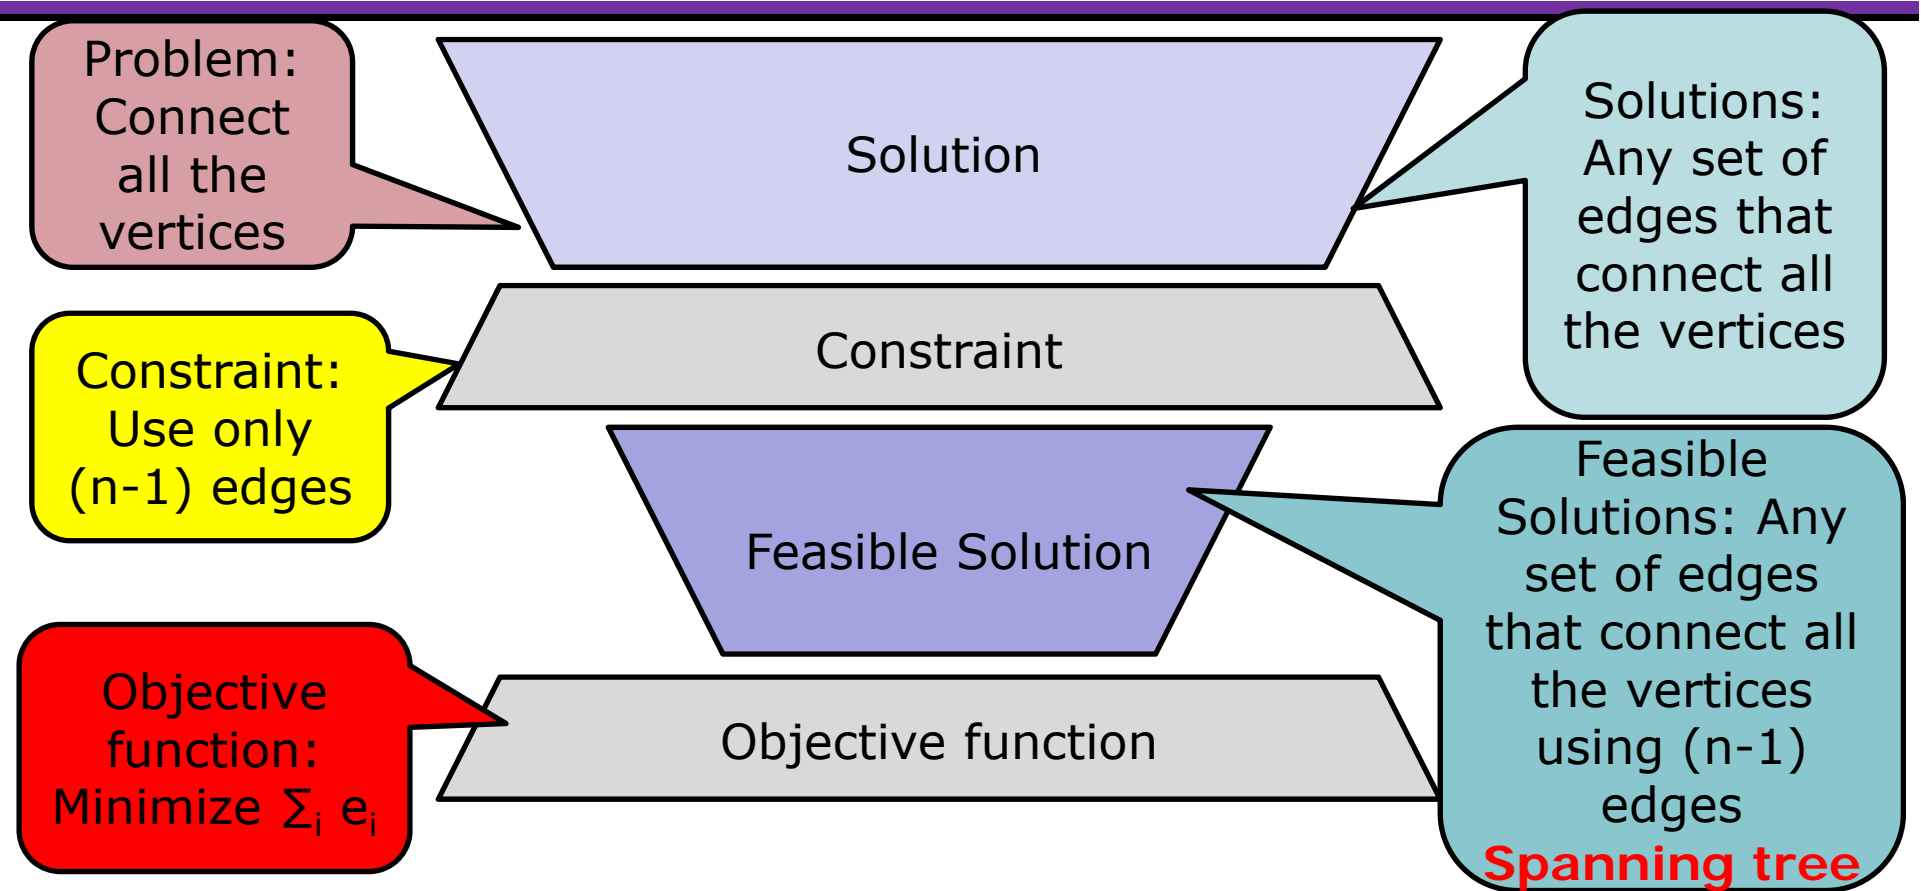 Problem:
Connect
all the
vertices
Solution
Solutions:
Any set of
edges that
connect all
the vertices
Constraint:
Use only
(n-1) edges
Constraint
Feasible Solution
Feasible
Solutions: Any
set of edges
that connect all
the vertices
using (n-1)
edges
Spanning tree
Objective
function:
Minimize ∑i ei
Objective function